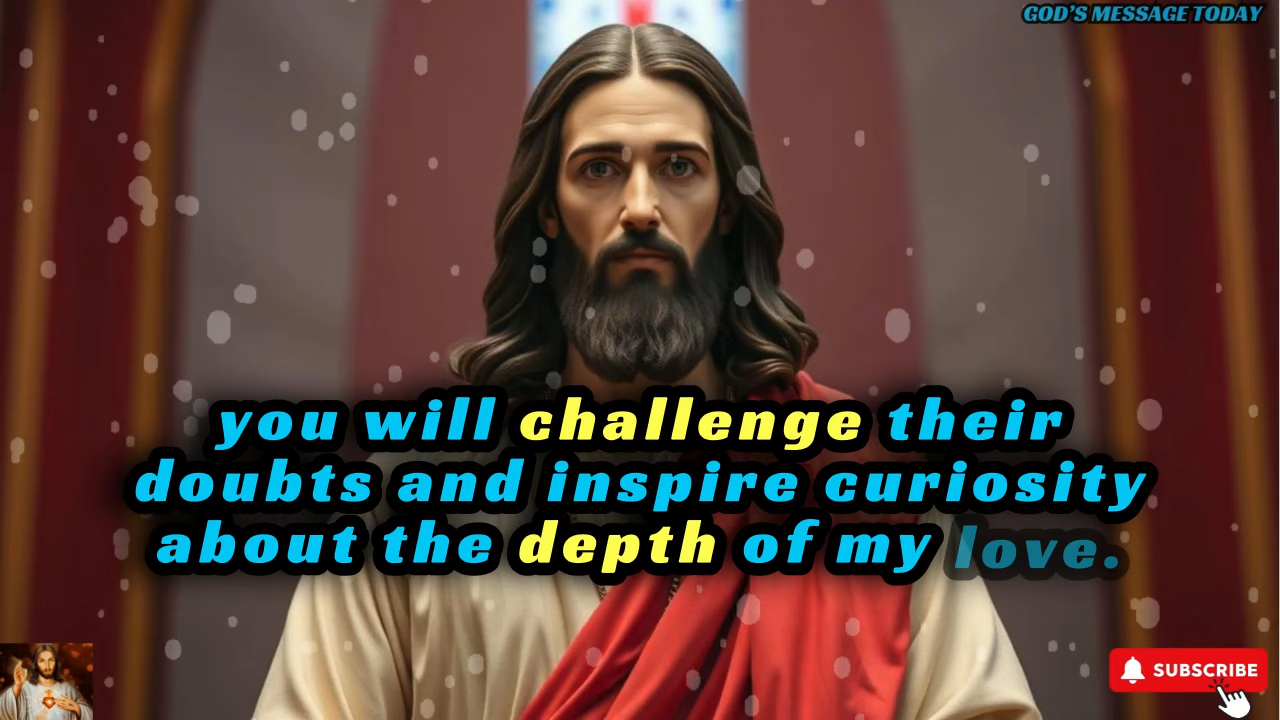 GOD'S MESSAGE TODAY
you will challenge their
doubts and inspire curiosity
about the depth of my love.
SUBSCRIBE